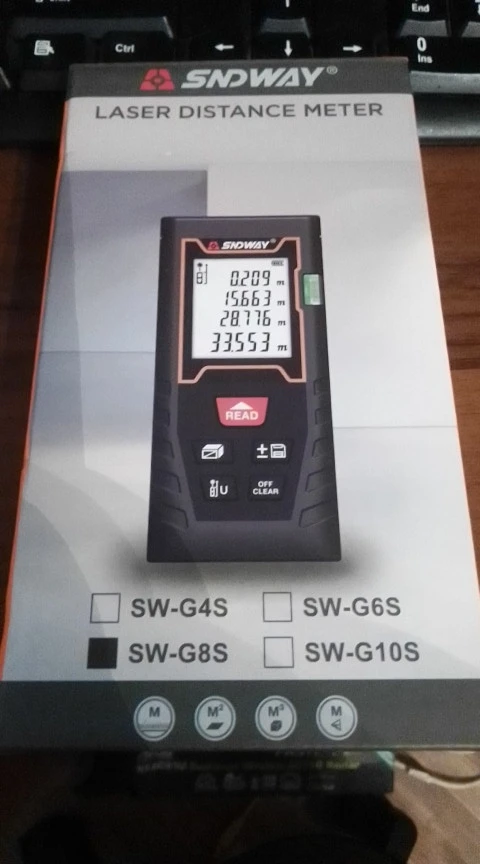 End
Ctrl
0
Ins
SNDWAY®
LASER DISTANCE METER
SNDWAY®
0.209 m
15.663 m
28.776 m
33.553 m
READ
±
U
OFF
CLEAR
SW-G4S
SW-G6S
SW-G8S
SW-G10S
M
M²
M³
M